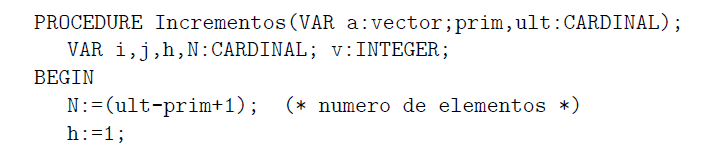 PROCEDURE Incrementos(VAR a:vector;prim,ult:CARDINAL);
VAR i,j,h,N:CARDINAL; v:INTEGER;
BEGIN
N:=(ult-prim+1); (* numero de elementos *)
h:=1;